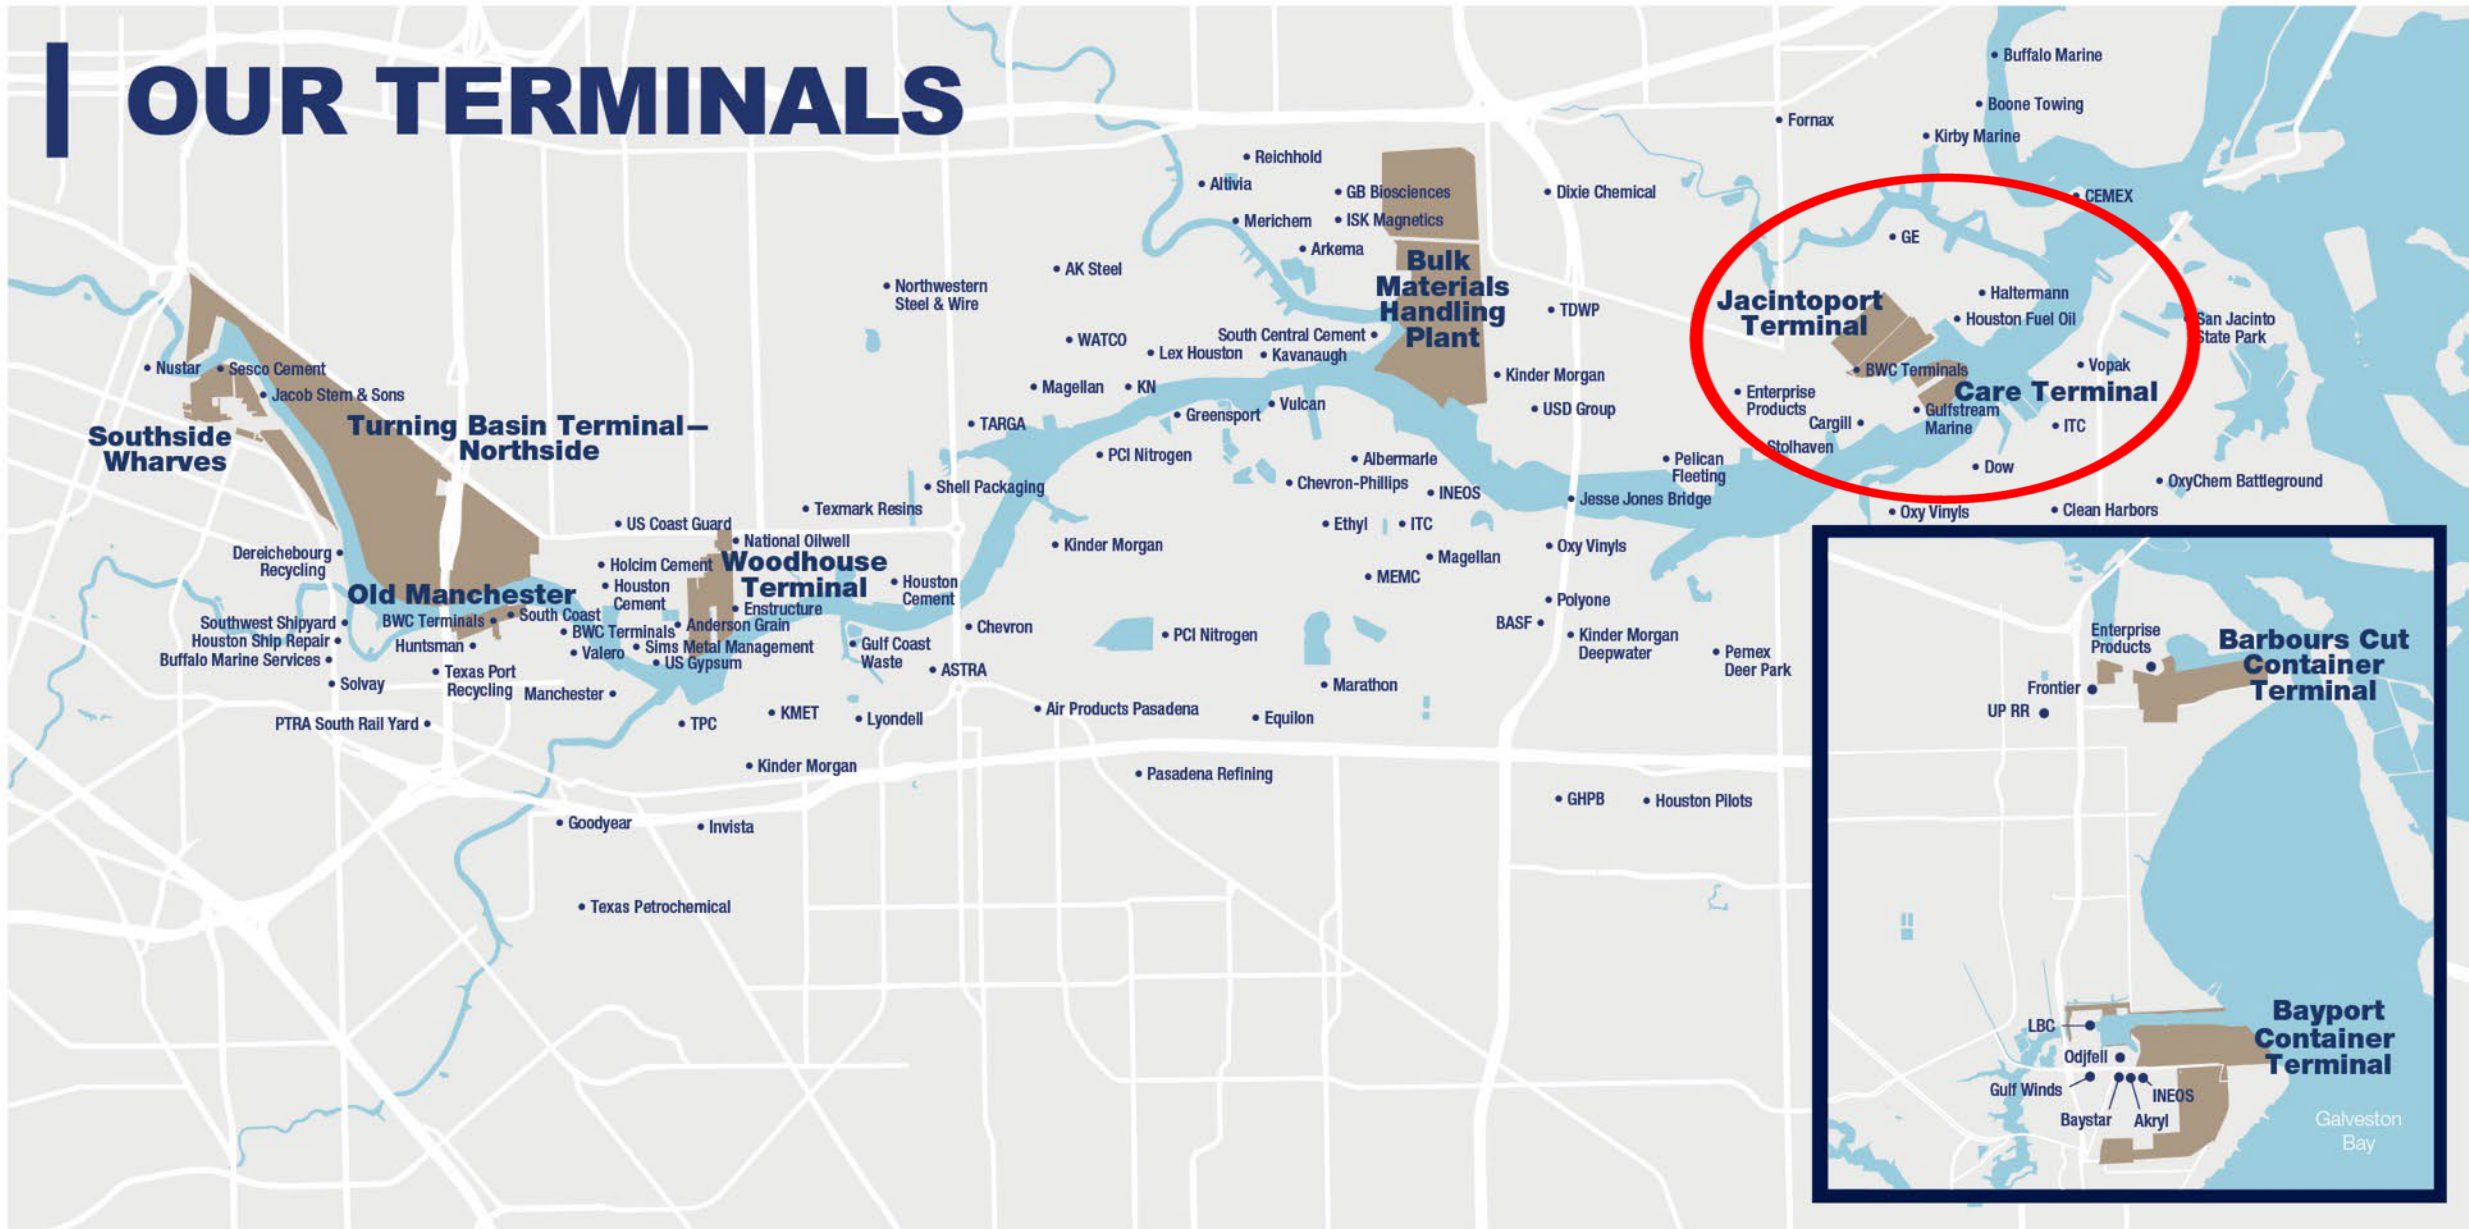 OUR TERMINALS
Buffalo Marine
Boone Towing
Fornax
Kirby Marine
Reichhold
Altivia
GB Biosciences
Dixie Chemical
CEMEX
Merichem
ISK Magnetics
GE
Arkema
Bulk
Materials
Handling
Plant
AK Steel
Northwestern
Steel & Wire
TDWP
Jacintoport
Terminal
Haltermann
Houston Fuel Oil
San Jacinto
State Park
South Central Cement
WATCO
Lex Houston
Kavanaugh
Nustar
Sesco Cement
Jacob Stern & Sons
Magellan
KN
Kinder Morgan
BWC Terminals
Vopak
Care Terminal
Enterprise
Products
Vulcan
Greensport
USD Group
Cargill
Gulfstream
Marine
ITC
Southside
Wharves
Turning Basin Terminal—
Northside
TARGA
Stolhaven
PCI Nitrogen
Albermarle
Pelican
Fleeting
Dow
Chevron-Phillips
INEOS
Shell Packaging
Jesse Jones Bridge
OxyChem Battleground
Texmark Resins
Oxy Vinyls
Clean Harbors
US Coast Guard
Ethyl
ITC
National Oilwell
Kinder Morgan
Oxy Vinyls
Dereichebourg
Recycling
Holcim Cement
Woodhouse
Terminal
Magellan
MEMC
Old Manchester
Houston
Cement
Houston
Cement
Enstructure
Polyone
Southwest Shipyard
BWC Terminals
South Coast
BWC Terminals
Anderson Grain
Chevron
BASF
Houston Ship Repair
Huntsman
Valero
Sims Metal Management
Gulf Coast
Waste
PCI Nitrogen
Kinder Morgan
Deepwater
Buffalo Marine Services
US Gypsum
ASTRA
Pemex
Deer Park
Solvay
Texas Port
Recycling
Manchester
Marathon
PTRA South Rail Yard
TPC
KMET
Lyondell
Air Products Pasadena
Equilon
Kinder Morgan
Pasadena Refining
GHPB
Houston Pilots
Goodyear
Invista
Texas Petrochemical
Enterprise
Products
Barbours Cut
Container
Terminal
Frontier
UP RR
Bayport
Container
Terminal
LBC
Odjfell
Gulf Winds
INEOS
Baystar
Akryl
Galveston
Bay